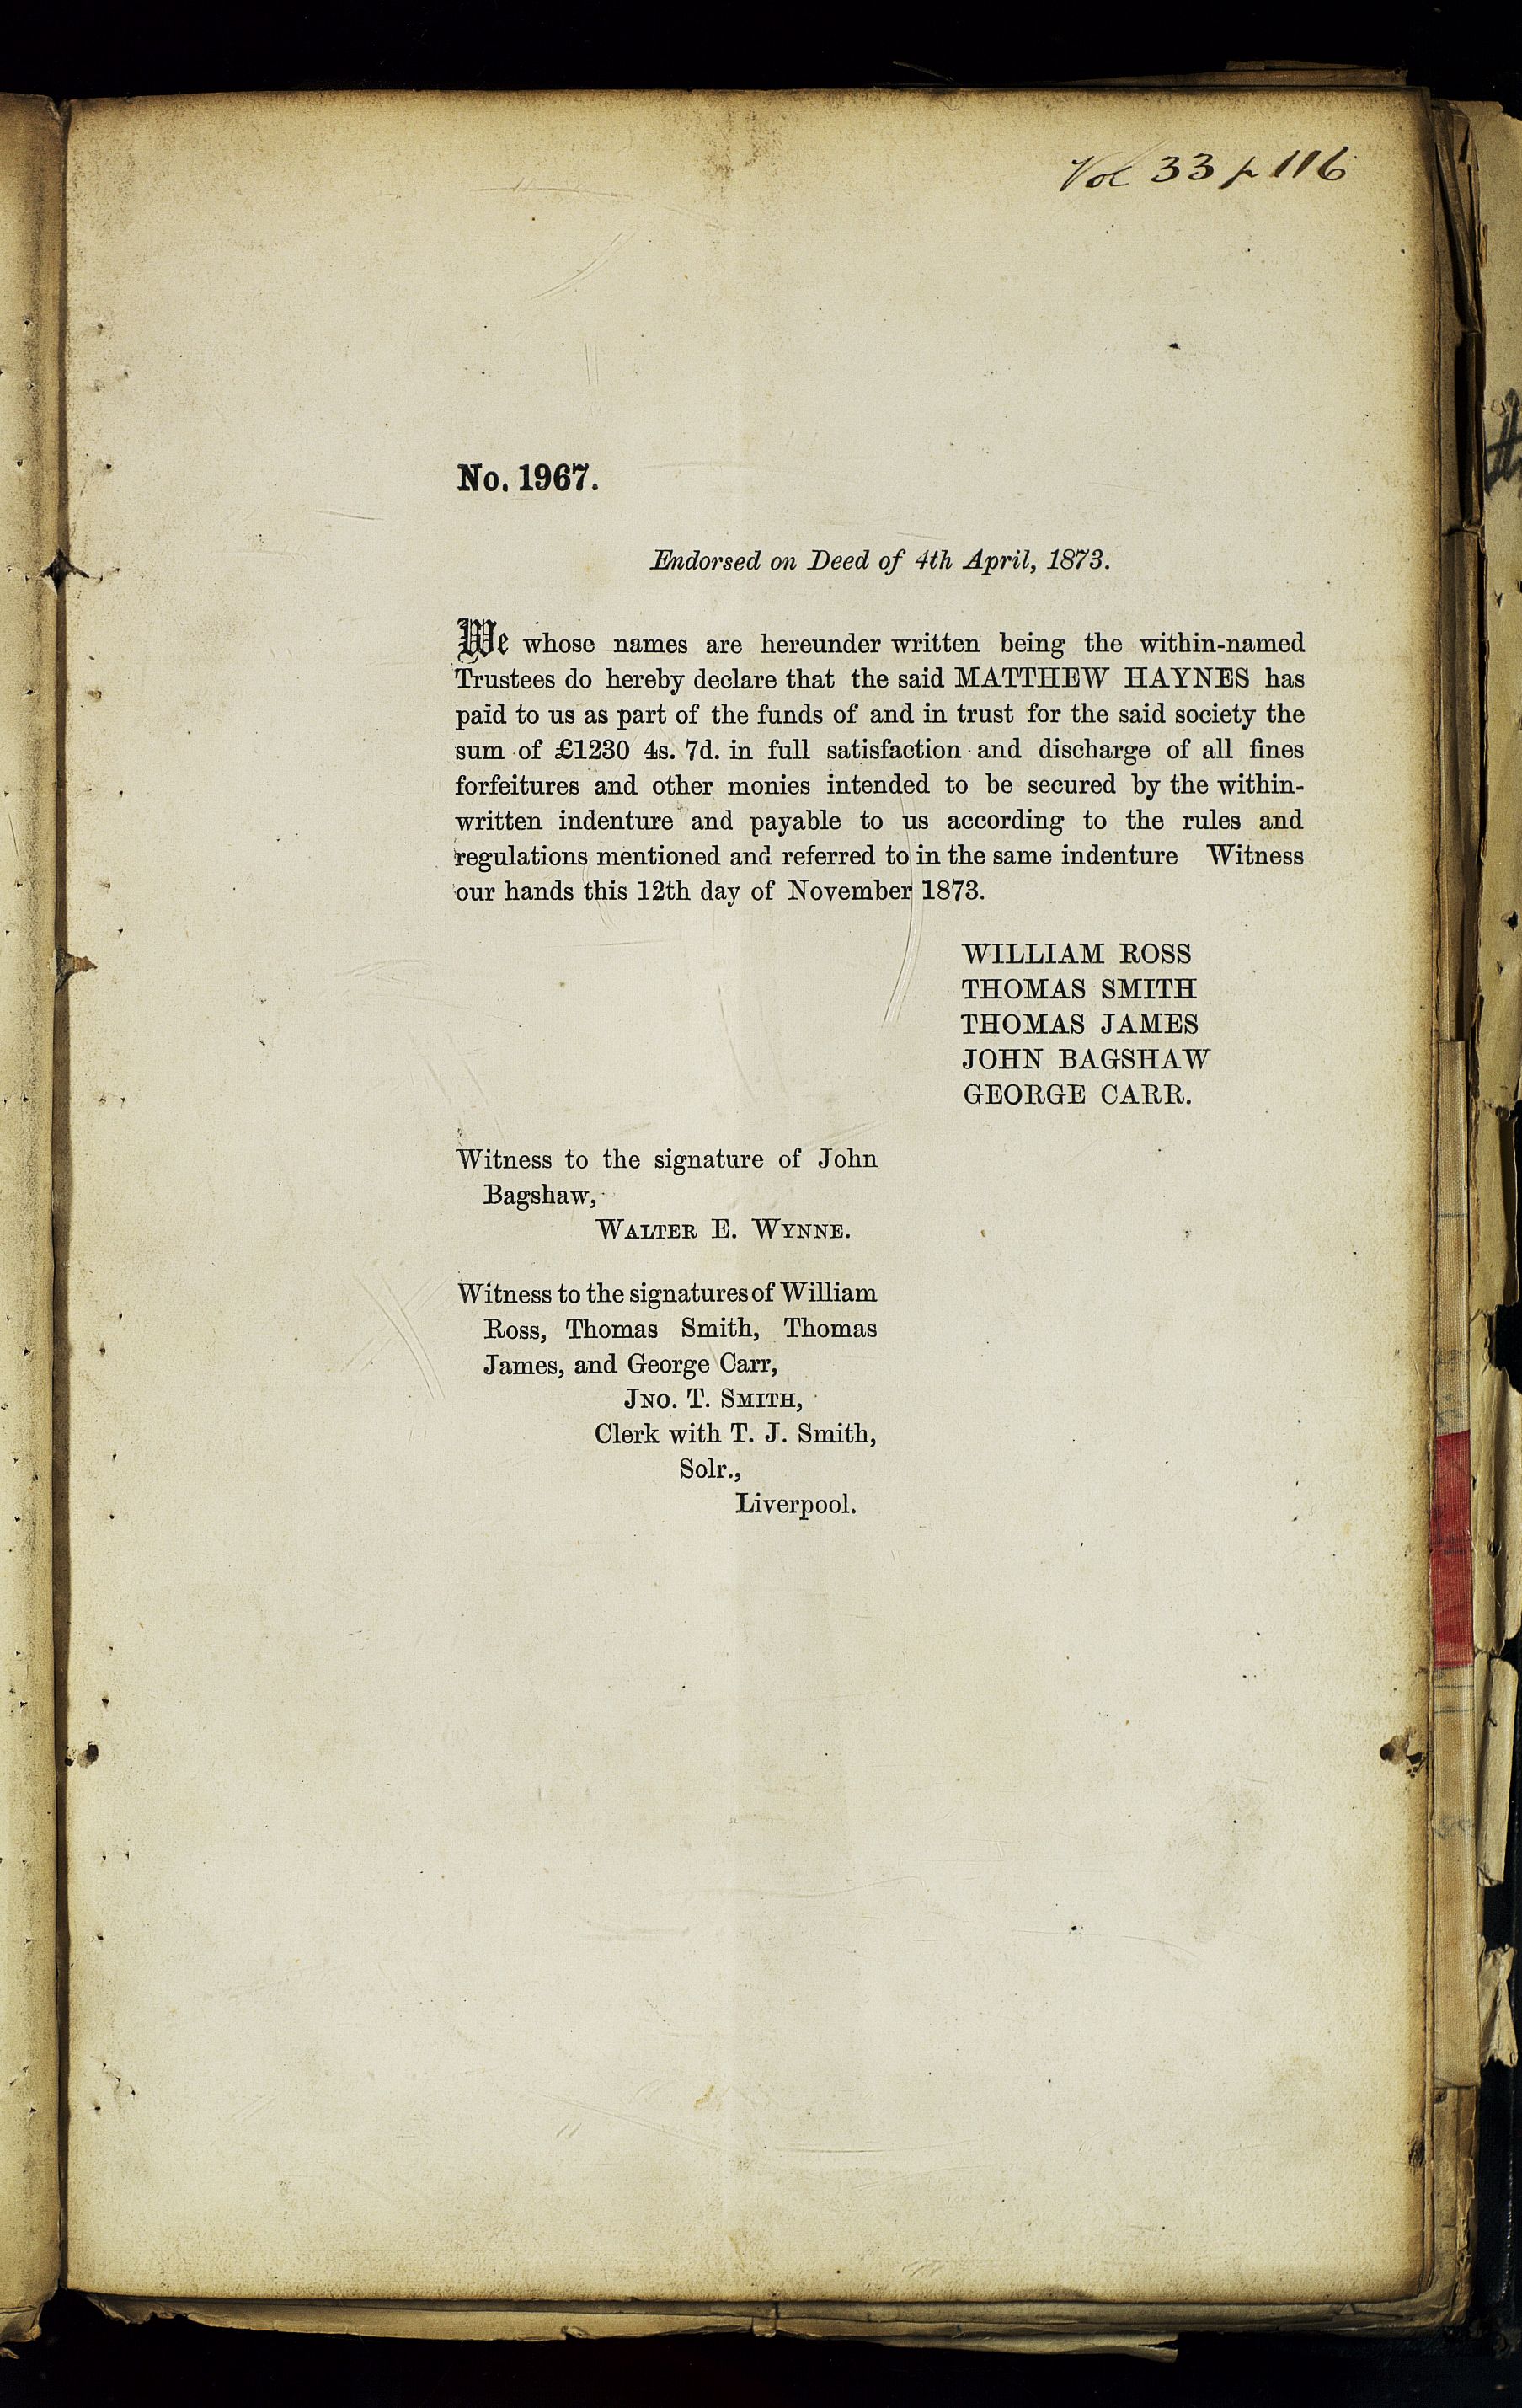 Vol 33 p 116
No. 1967.
Endorsed on Deed of 4th April, 1873.
We whose names are hereunder written being the within-named
Trustees do hereby declare that the said MATTHEW HAYNES has
paid to us as part of the funds of and in trust for the said society the
sum of £1230 4s. 7d. in full satisfaction and discharge of all fines
forfeitures and other monies intended to be secured by the within-
written indenture and payable to us according to the rules and
regulations mentioned and referred to in the same indenture Witness
our hands this 12th day of November 1873.
WILLIAM ROSS
THOMAS SMITH
THOMAS JAMES
JOHN BAGSHAW
GEORGE CARR.
Witness to the signature of John
Bagshaw,
WALTER E. WYNNE.
Witness to the signatures of William
Ross, Thomas Smith, Thomas
James, and George Carr,
JNO. T. SMITH,
Clerk with T. J. Smith,
Solr.,
Liverpool.